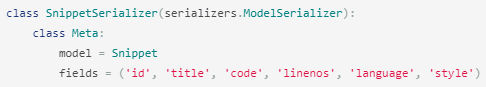 class SnippetSerializer(serializers.ModelSerializer):
    class Meta:
        model = Snippet
        fields = ('id', 'title', 'code', 'linenos', 'language', 'style')